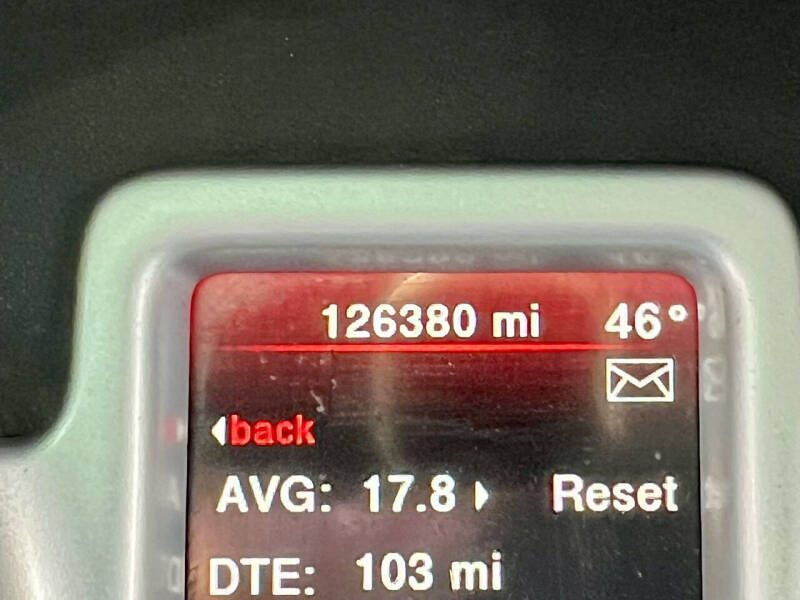 126380 mi 46°
back
AVG: 17.8 Reset
DTE: 103 mi